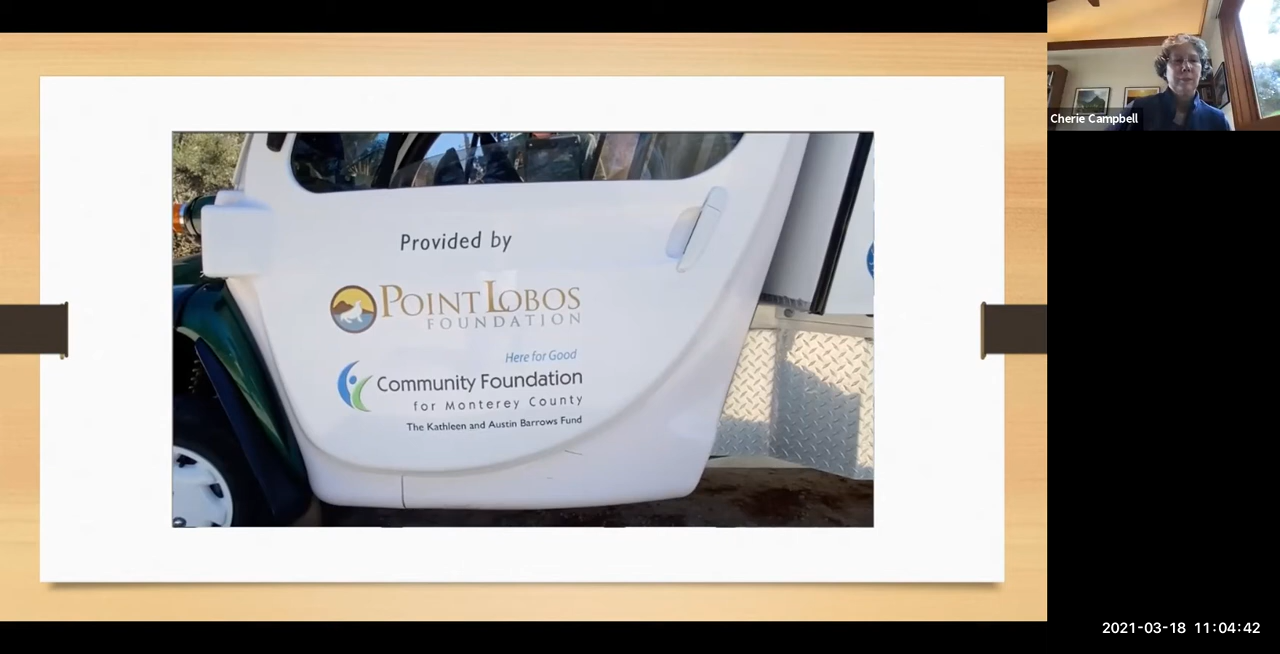 Provided by
POINT LOBOS
FOUNDATION
Here for Good
Community Foundation
for Monterey County
The Kathleen and Austin Barrows Fund
Cherie Campbell
2021-03-18 11:04:42